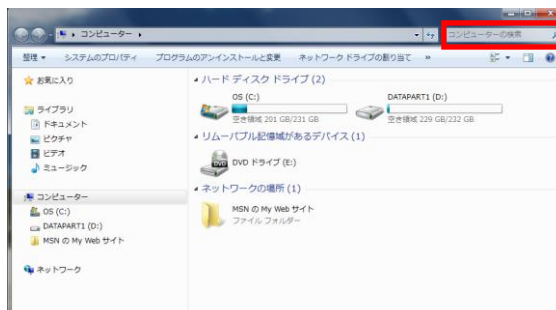 コンピューター
コンピューターの検索
整理 システムのプロパティ プログラムのアンインストールと変更 ネットワーク ドライブの割り当て »
お気に入り
ライブラリ
ドキュメント
ピクチャ
ビデオ
ミュージック
コンピューター
OS (C:)
DATAPART1 (D:)
MSN の My Web サイト
ネットワーク
ハード ディスク ドライブ (2)
OS (C:)
空き領域 201 GB/231 GB
DATAPART1 (D:)
空き領域 229 GB/232 GB
リムーバブル記憶域があるデバイス (1)
DVD ドライブ (E:)
ネットワークの場所 (1)
MSN の My Web サイト
ファイル フォルダー